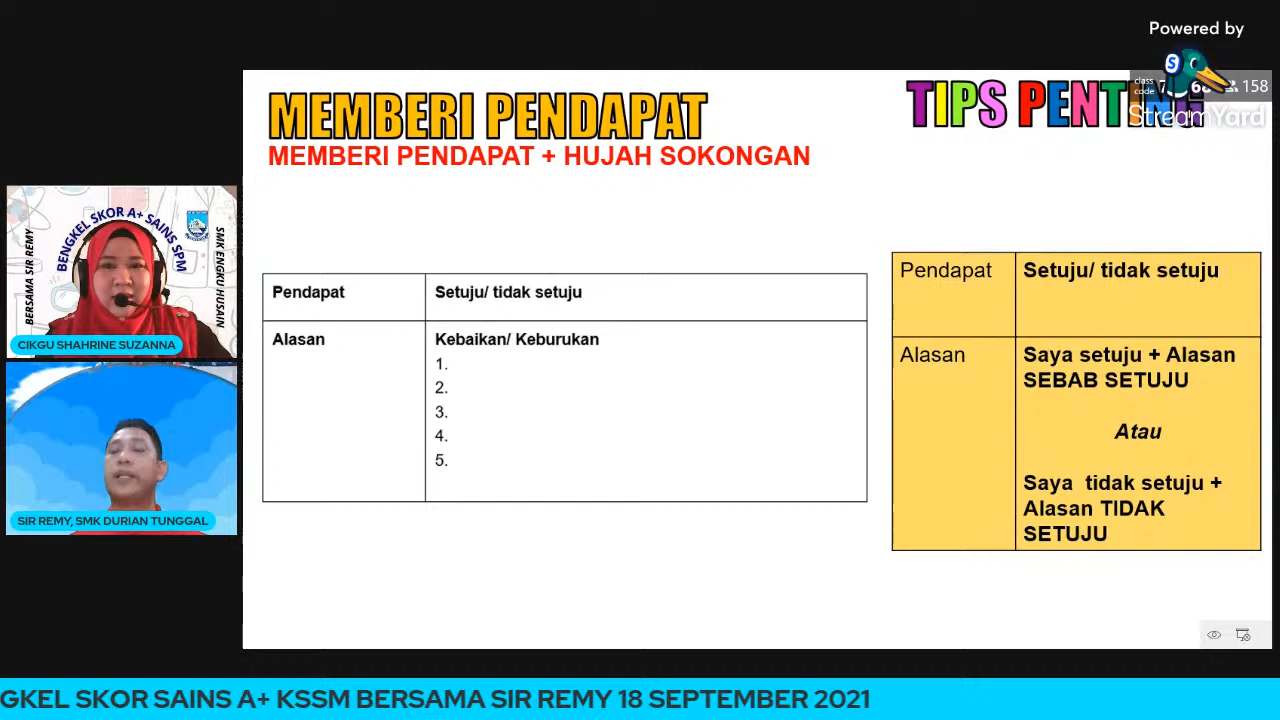 Powered by
StreamYard
class
code
158
MEMBERI PENDAPAT
MEMBERI PENDAPAT + HUJAH SOKONGAN
TIPS PENTING
BENGKEL SKOR A+ SAINS SPM
BERSAMA SIR REMY
SMK ENGKU HUSAIN
CIKGU SHAHRINE SUZANNA
SIR REMY, SMK DURIAN TUNGGAL
Pendapat
Setuju/ tidak setuju
Alasan
Kebaikan/ Keburukan
1.
2.
3.
4.
5.
Pendapat
Setuju/ tidak setuju
Alasan
Saya setuju + Alasan
SEBAB SETUJU
Atau
Saya tidak setuju +
Alasan TIDAK
SETUJU
GKEL SKOR SAINS A+ KSSM BERSAMA SIR REMY 18 SEPTEMBER 2021